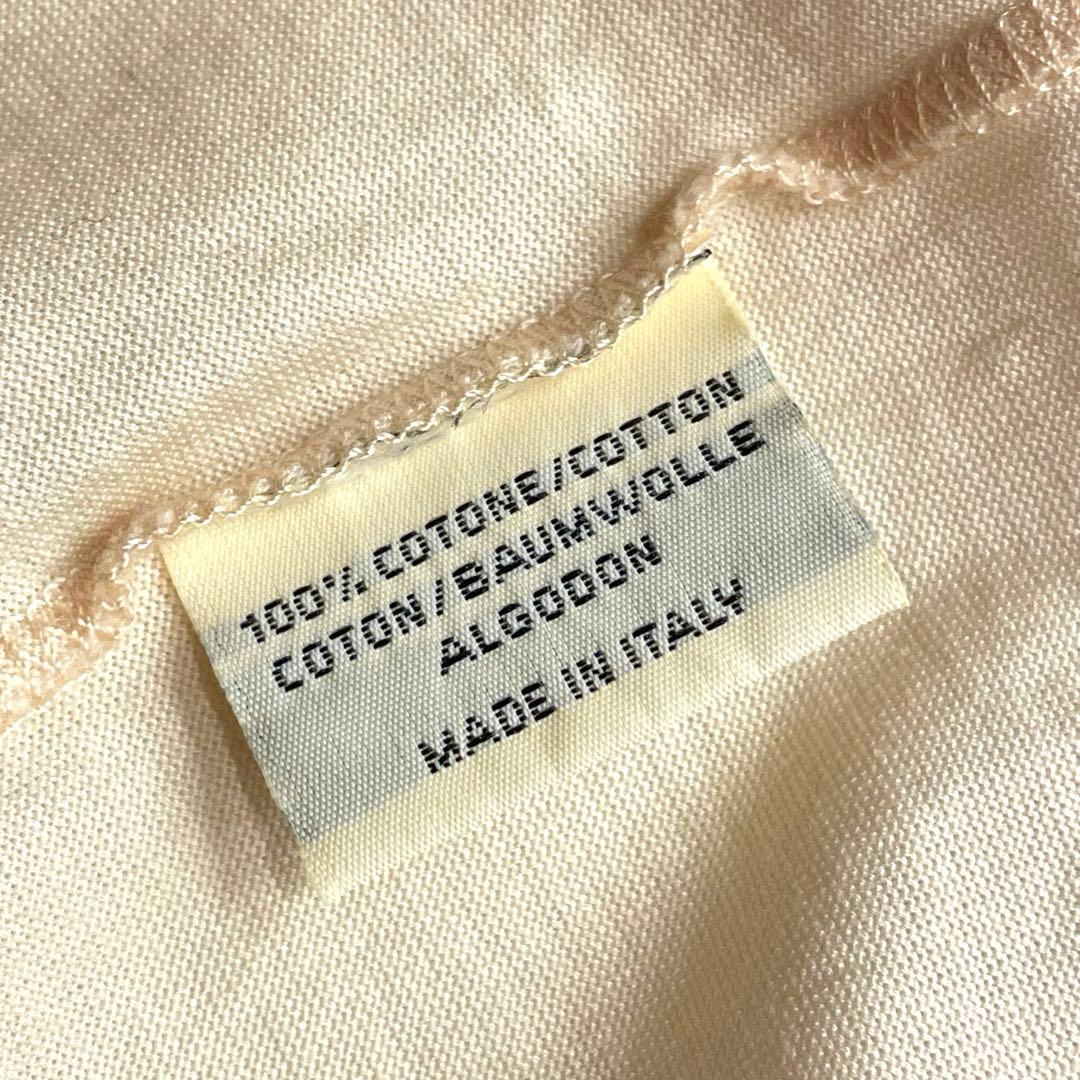 100% COTONE/COTTON
COTON/BAUMWOLLE
ALGODON
MADE IN ITALY